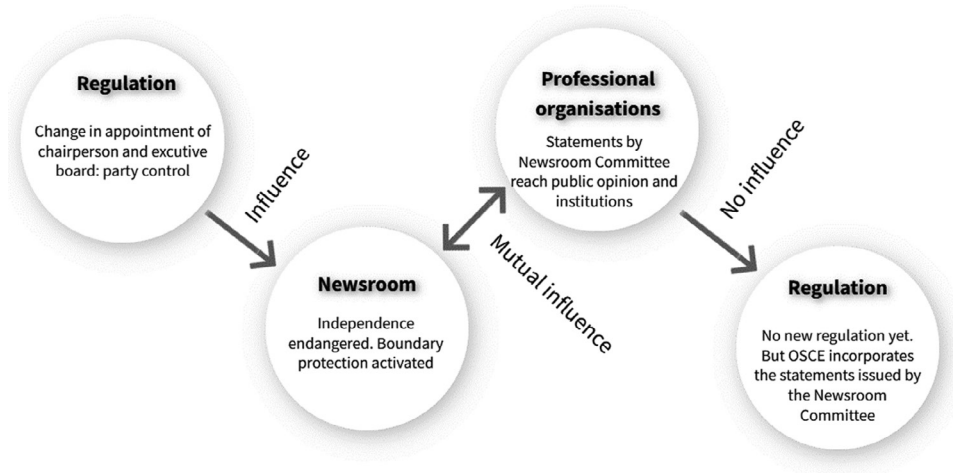 Regulation
Change in appointment of
chairperson and excutive
board: party control
Influence
Newsroom
Independence
endangered. Boundary
protection activated
Mutual influence
Professional
organisations
Statements by
Newsroom Committee
reach public opinion and
institutions
No influence
Regulation
No new regulation yet.
But OSCE incorporates
the statements issued by
the Newsroom
Committee